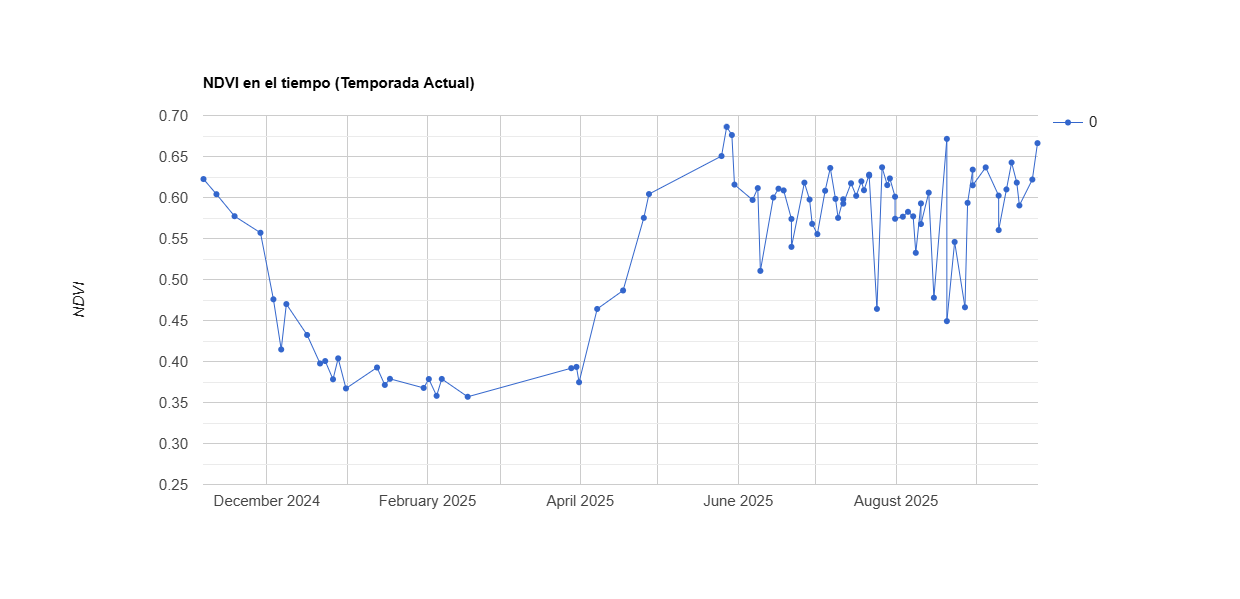 NDVI en el tiempo (Temporada Actual)
0.70
0.65
0.60
0.55
0.50
0.45
0.40
0.35
0.30
0.25
NDVI
December 2024
February 2025
April 2025
June 2025
August 2025
0